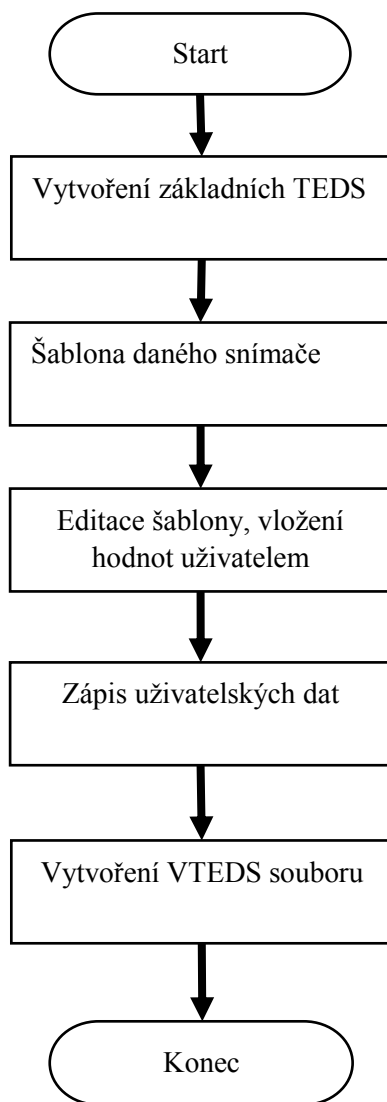 Start
Vytvoření základních TEDS
Šablona daného snímače
Editace šablony, vložení
hodnot uživatelem
Zápis uživatelských dat
Vytvoření VTEDS souboru
Konec